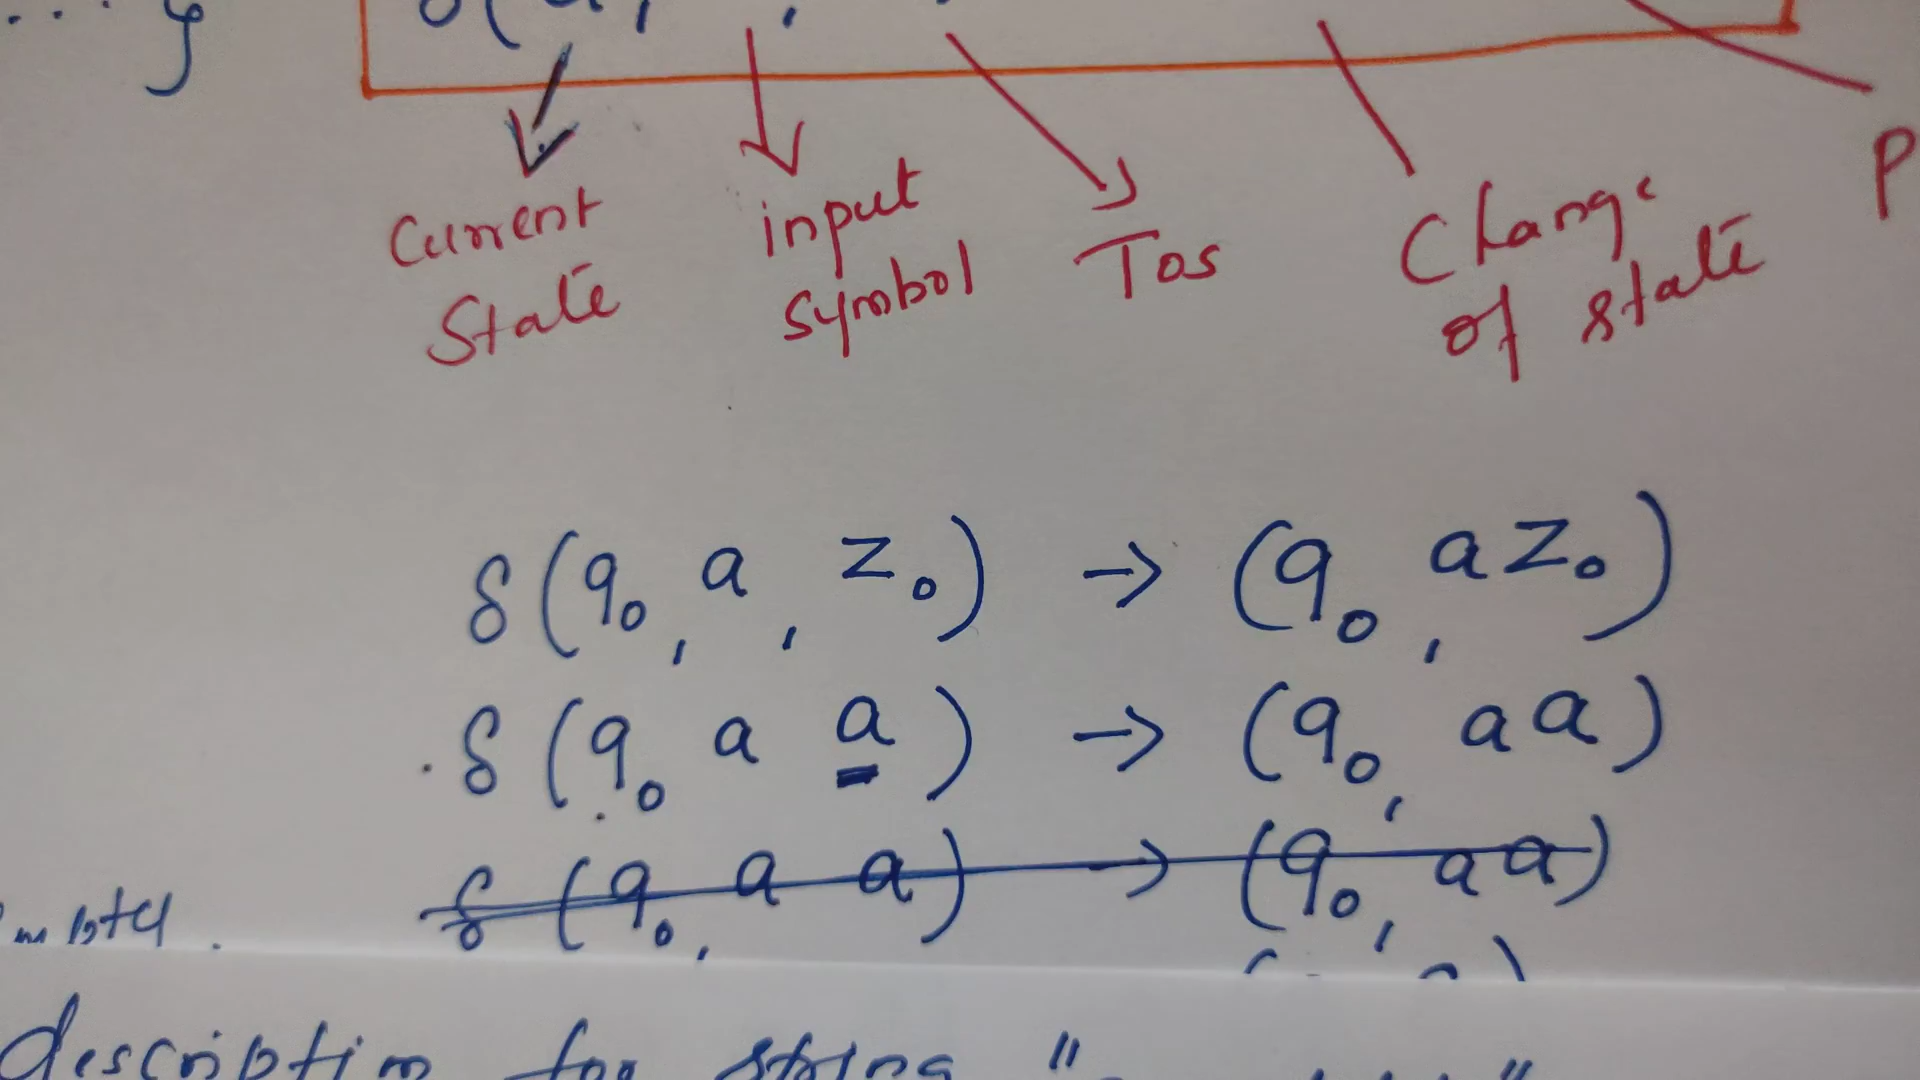 Current input Tos Change
State symbol of state
δ(q₀, a, z₀) → (q₀, az₀)
δ(q₀ a a) → (q₀, aa)
δ(q₀, a a) → (q₀, aa)
description for string "